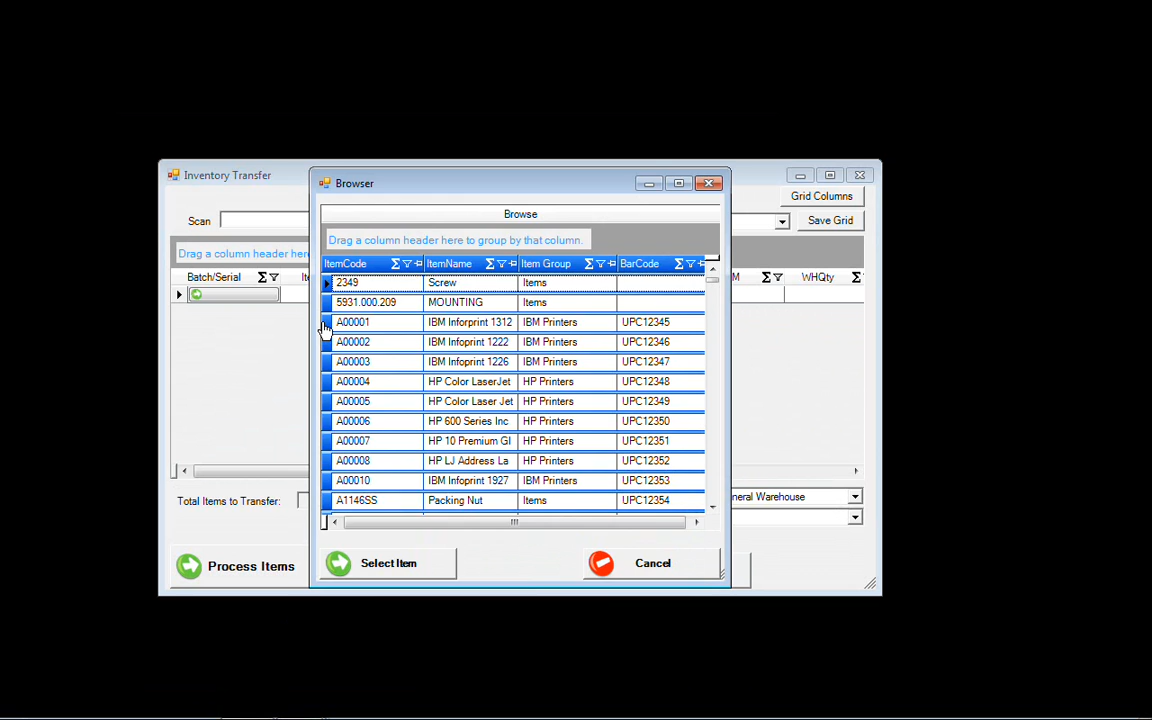 Inventory Transfer
Grid Columns
Scan
Save Grid
Drag a column header here
Batch/Serial
WHQty
Total Items to Transfer:
neral Warehouse
Process Items
Browser
Browse
Drag a column header here to group by that column.
ItemCode ItemName Item Group BarCode
2349 Screw Items
5931.000.209 MOUNTING Items
A00001 IBM Inforprint 1312 IBM Printers UPC12345
A00002 IBM Infoprint 1222 IBM Printers UPC12346
A00003 IBM Infoprint 1226 IBM Printers UPC12347
A00004 HP Color LaserJet HP Printers UPC12348
A00005 HP Color Laser Jet HP Printers UPC12349
A00006 HP 600 Series Inc HP Printers UPC12350
A00007 HP 10 Premium Gl HP Printers UPC12351
A00008 HP LJ Address La HP Printers UPC12352
A00010 IBM Infoprint 1927 IBM Printers UPC12353
A1146SS Packing Nut Items UPC12354
Select Item
Cancel